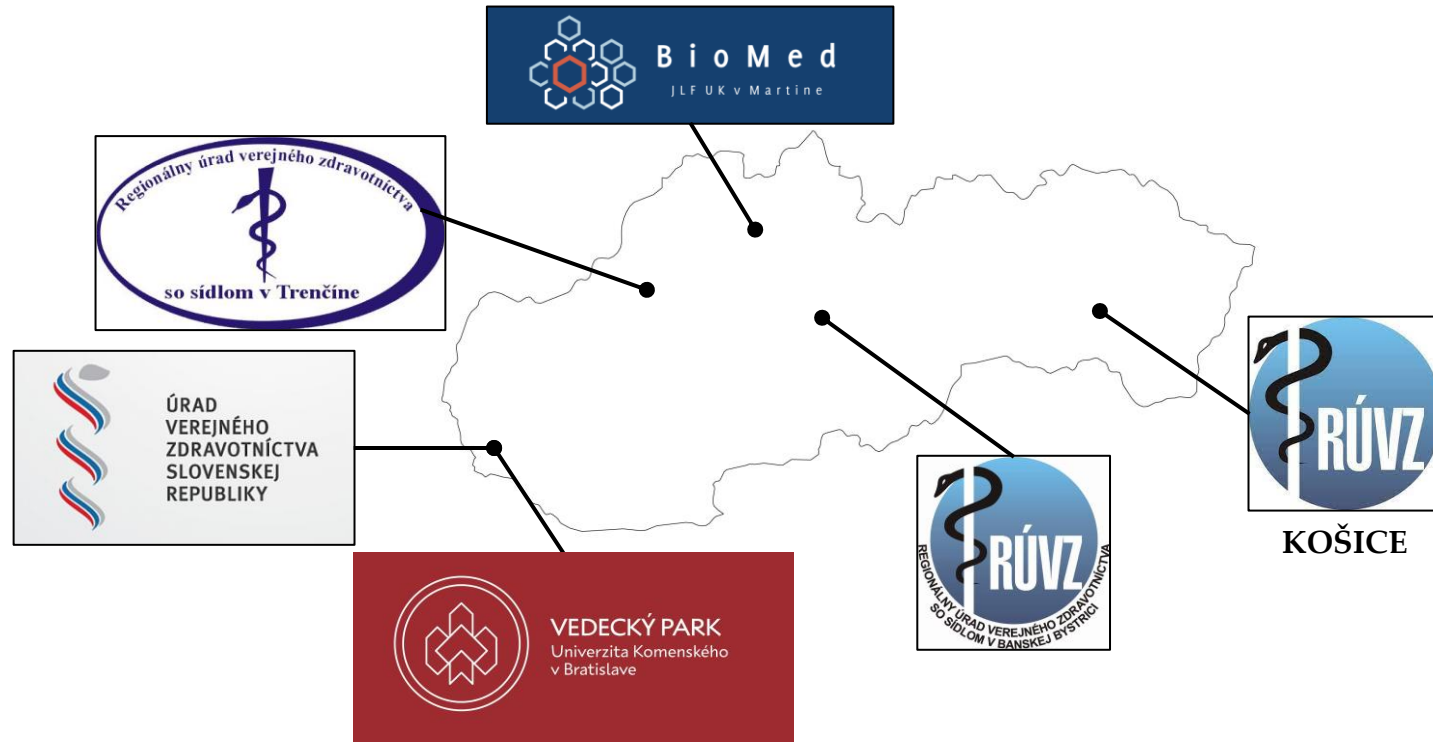 BioMed
JLF UK v Martine
Regionálny úrad verejného zdravotníctva
so sídlom v Trenčíne
ÚRAD
VEREJNÉHO
ZDRAVOTNÍCTVA
SLOVENSKEJ
REPUBLIKY
VEDECKÝ PARK
Univerzita Komenského
v Bratislave
RÚVZ
REGIONÁLNY ÚRAD VEREJNÉHO ZDRAVOTNÍCTVA
SO SÍDLOM V BANSKEJ BYSTRICI
RÚVZ
KOŠICE